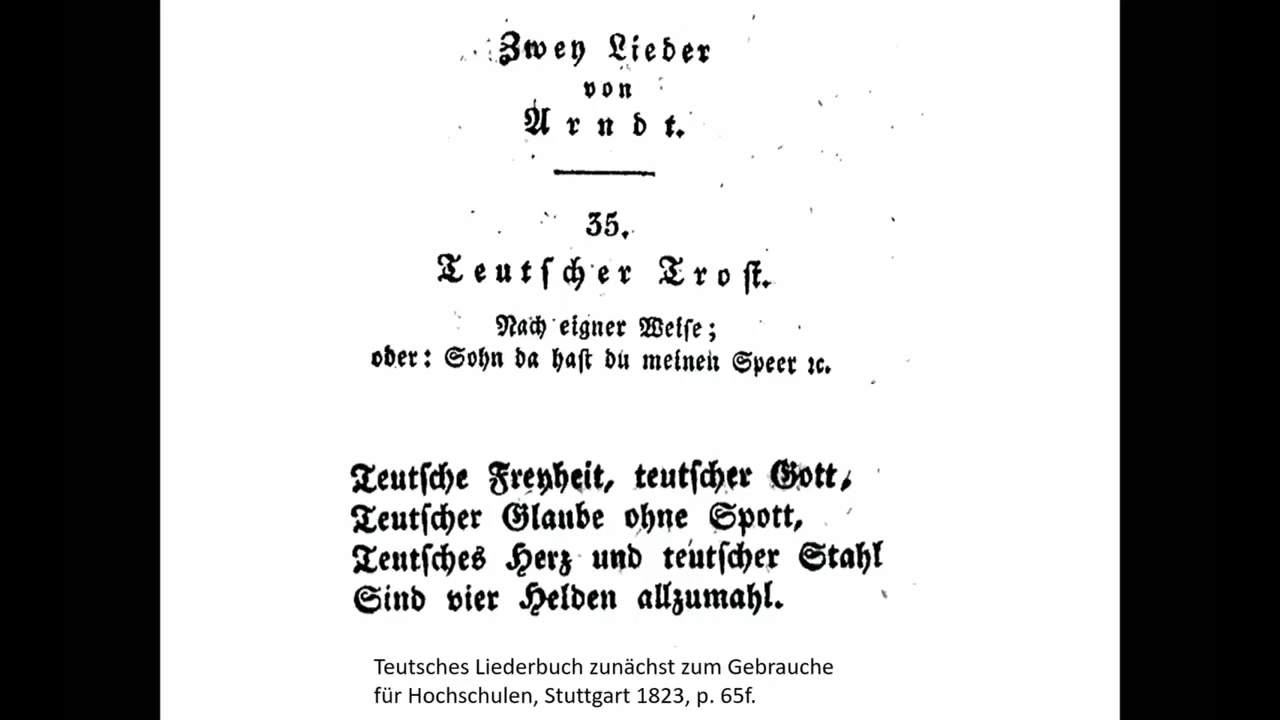 Zwey Lieder
von
Arndt.
35.
Teutscher Trost.
Nach eigner Weise;
oder: Sohn da hast du meinen Speer ꝛc.
Teutsche Freyheit, teutscher Gott,
Teutscher Glaube ohne Spott,
Teutsches Herz und teutscher Stahl
Sind vier Helden allzumahl.
Teutsches Liederbuch zunächst zum Gebrauche
für Hochschulen, Stuttgart 1823, p. 65f.